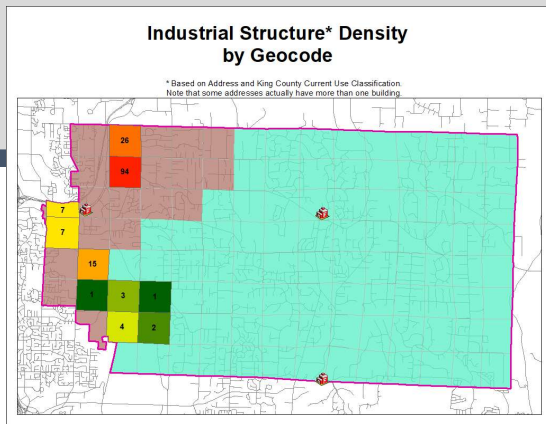 Industrial Structure* Density
by Geocode
* Based on Address and King County Current Use Classification.
Note that some addresses actually have more than one building.
26
94
7
7
15
1 3 1
4 2